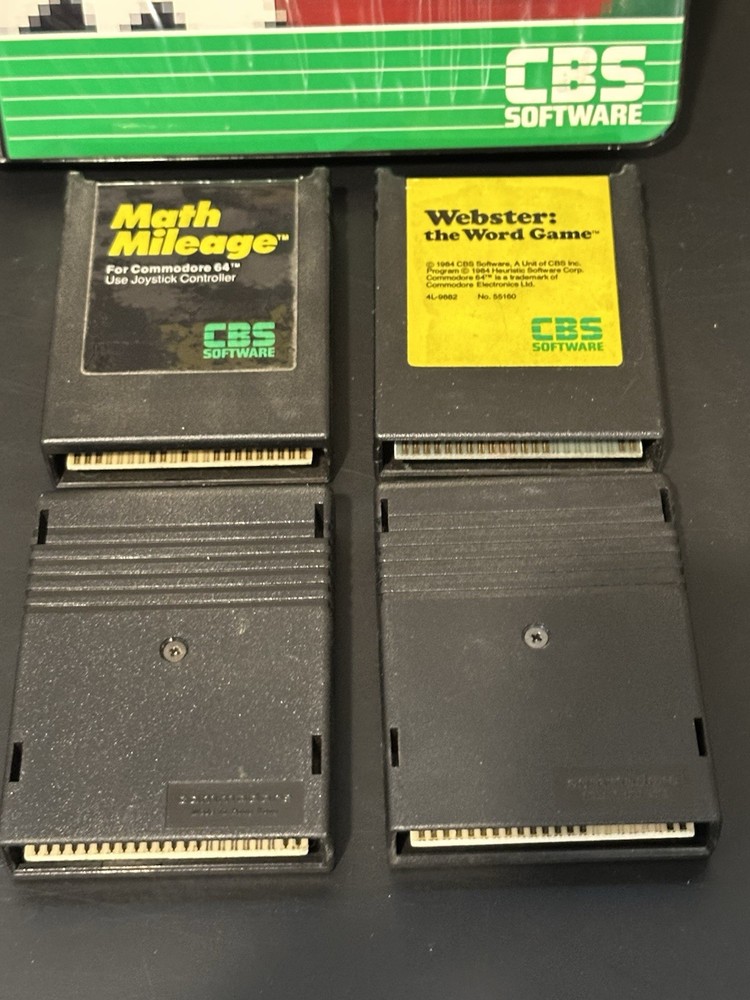 CBS
SOFTWARE
Math
Mileage™
For Commodore 64™
Use Joystick Controller
CBS
SOFTWARE
Webster:
the Word Game™
© 1984 CBS Software, A Unit of CBS Inc.
Program © 1984 Heuristic Software Corp.
Commodore 64™ is a trademark of
Commodore Electronics Ltd.
4L-9662 No. 55160
CBS
SOFTWARE
commodore